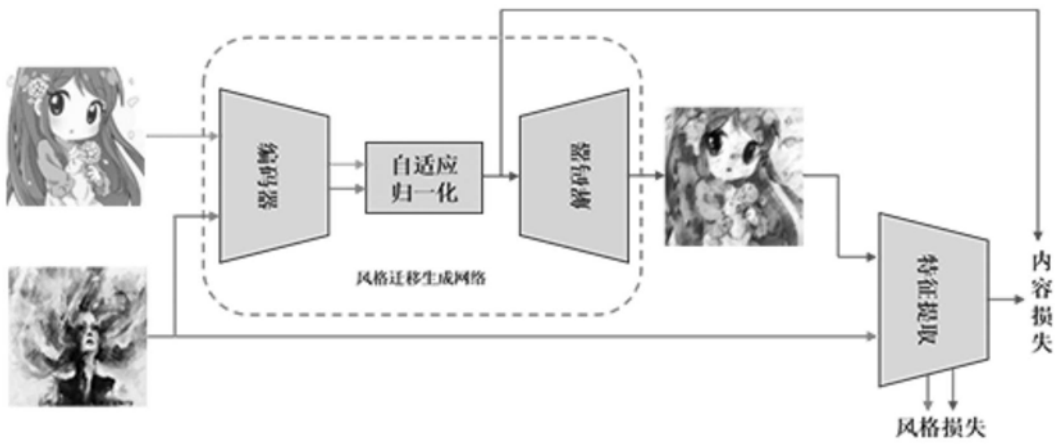 编码器
自适应
归一化
解码器
风格迁移生成网络
特征提取
内容损失
风格损失